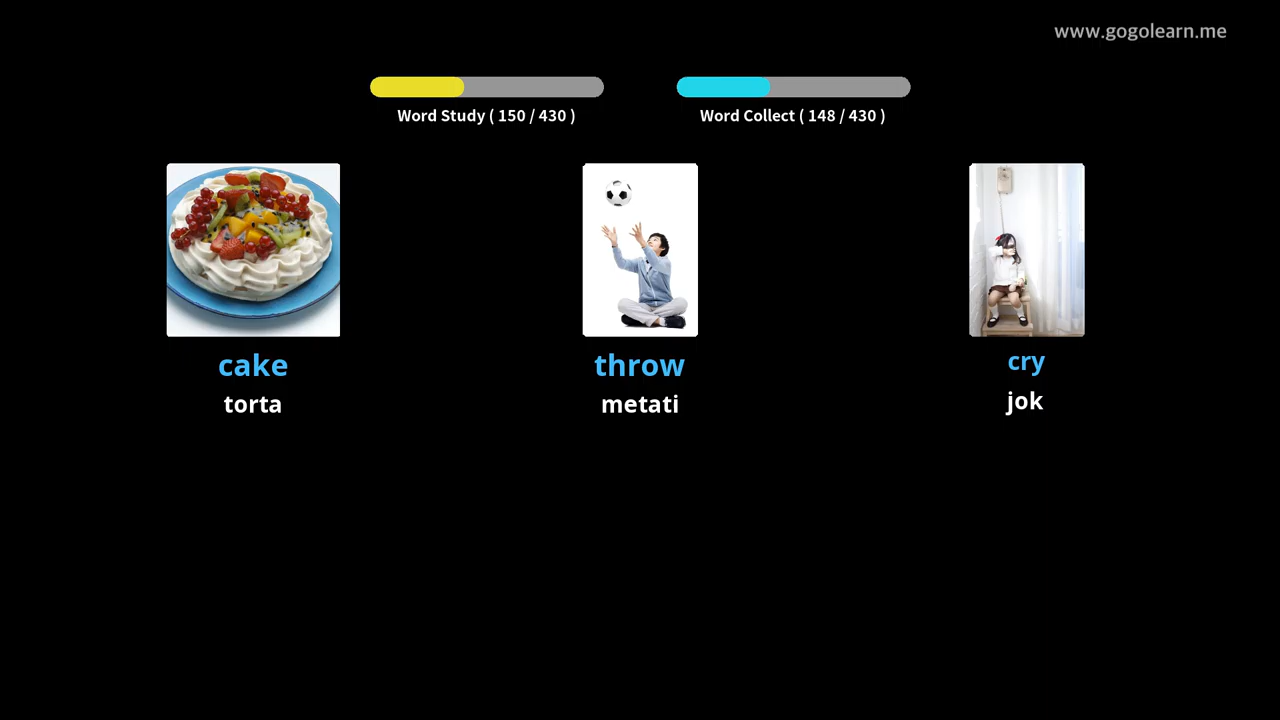 www.gogolearn.me
Word Study ( 150 / 430 )
Word Collect ( 148 / 430 )
cake
torta
throw
metati
cry
jok